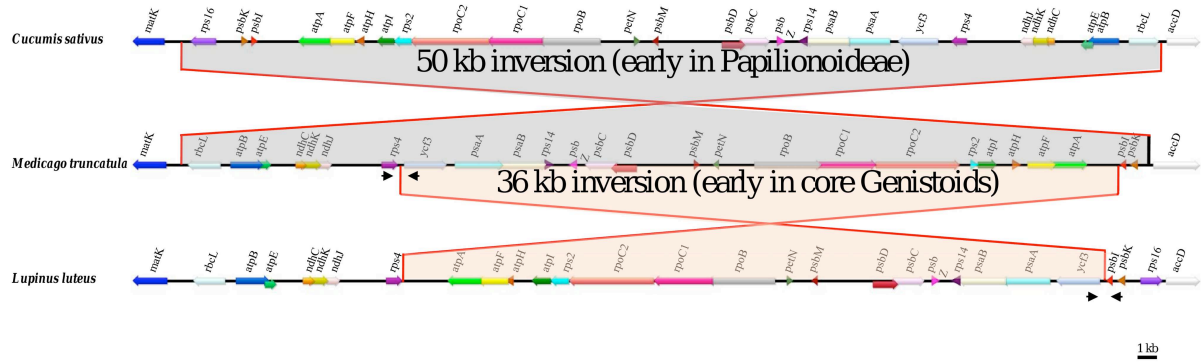 matK rps16 psbK psbI atpA atpF atpH atpI rps2 rpoC2 rpoC1 rpoB petN psbM psbD psbC psb Z rps14 psaB psaA ycf3 rps4 ndhJ ndhK ndhC atpE atpB rbcL accD
Cucumis sativus
50 kb inversion (early in Papilionoideae)
matK rbcL atpB atpE ndhC ndhK ndhJ rps4 ycf3 psaA psaB rps14 psb Z psbC psbD psbM petN rpoB rpoC1 rpoC2 rps2 atpI atpH atpF atpA psbI psbK accD
Medicago truncatula
36 kb inversion (early in core Genistoids)
matK rbcL atpB atpE ndhC ndhK ndhJ rps4 atpA atpF atpH atpI rps2 rpoC2 rpoC1 rpoB petN psbM psbD psbC psb Z rps14 psaB psaA ycf3 psbI psbK rps16 accD
Lupinus luteus
1 kb